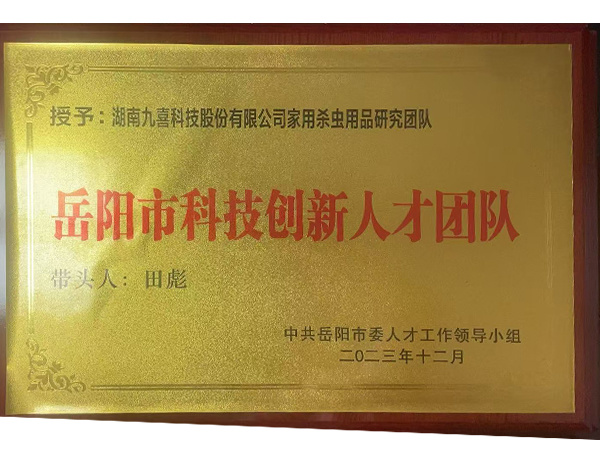 授予：湖南九喜科技股份有限公司家用杀虫用品研究团队
岳阳市科技创新人才团队
带头人：田彪
中共岳阳市委人才工作领导小组
二〇二三年十二月